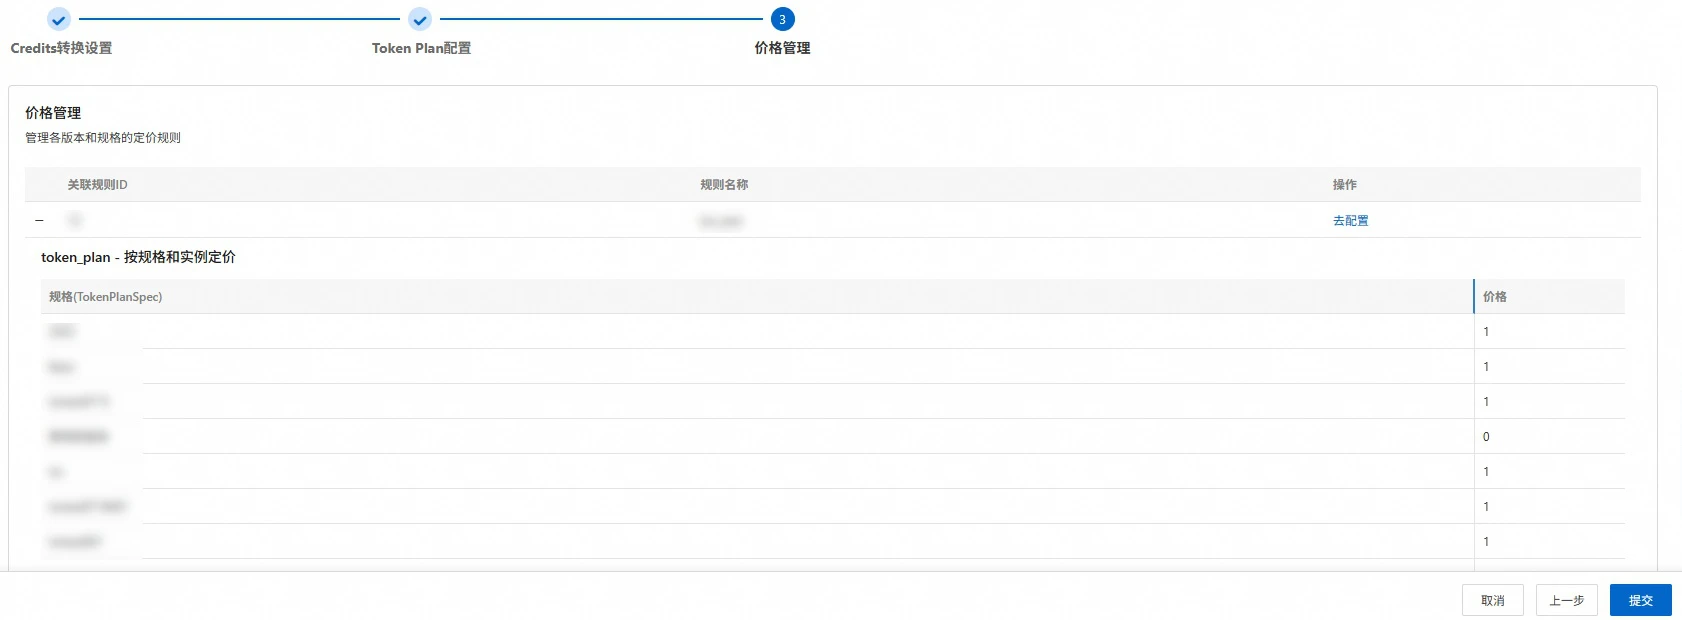 3
Credits转换设置
Token Plan配置
价格管理
价格管理
管理各版本和规格的定价规则
关联规则ID
规则名称
操作
去配置
token_plan - 按规格和实例定价
规格(TokenPlanSpec)
价格
1
1
1
0
1
1
1
取消
上一步
提交